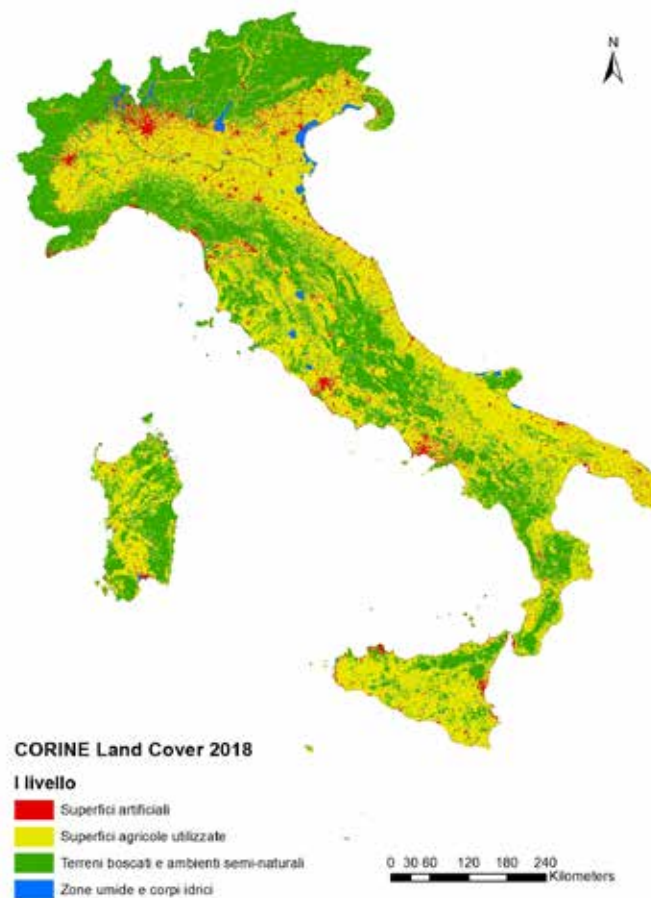 N
CORINE Land Cover 2018
I livello
Superfici artificiali
Superfici agricole utilizzate
Terreni boscati e ambienti semi-naturali
Zone umide e corpi idrici
0 30 60 120 180 240
Kilometers